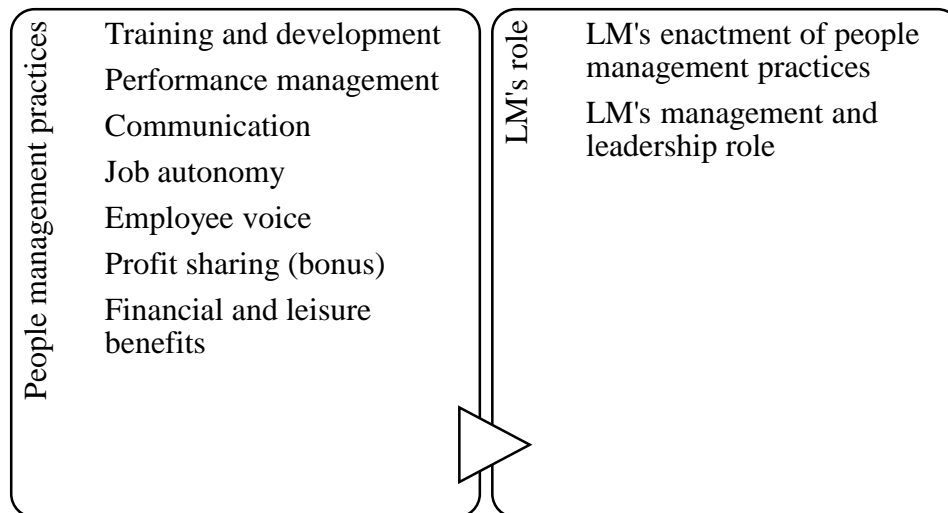 People management practices
Training and development
Performance management
Communication
Job autonomy
Employee voice
Profit sharing (bonus)
Financial and leisure
benefits
LM's role
LM's enactment of people
management practices
LM's management and
leadership role